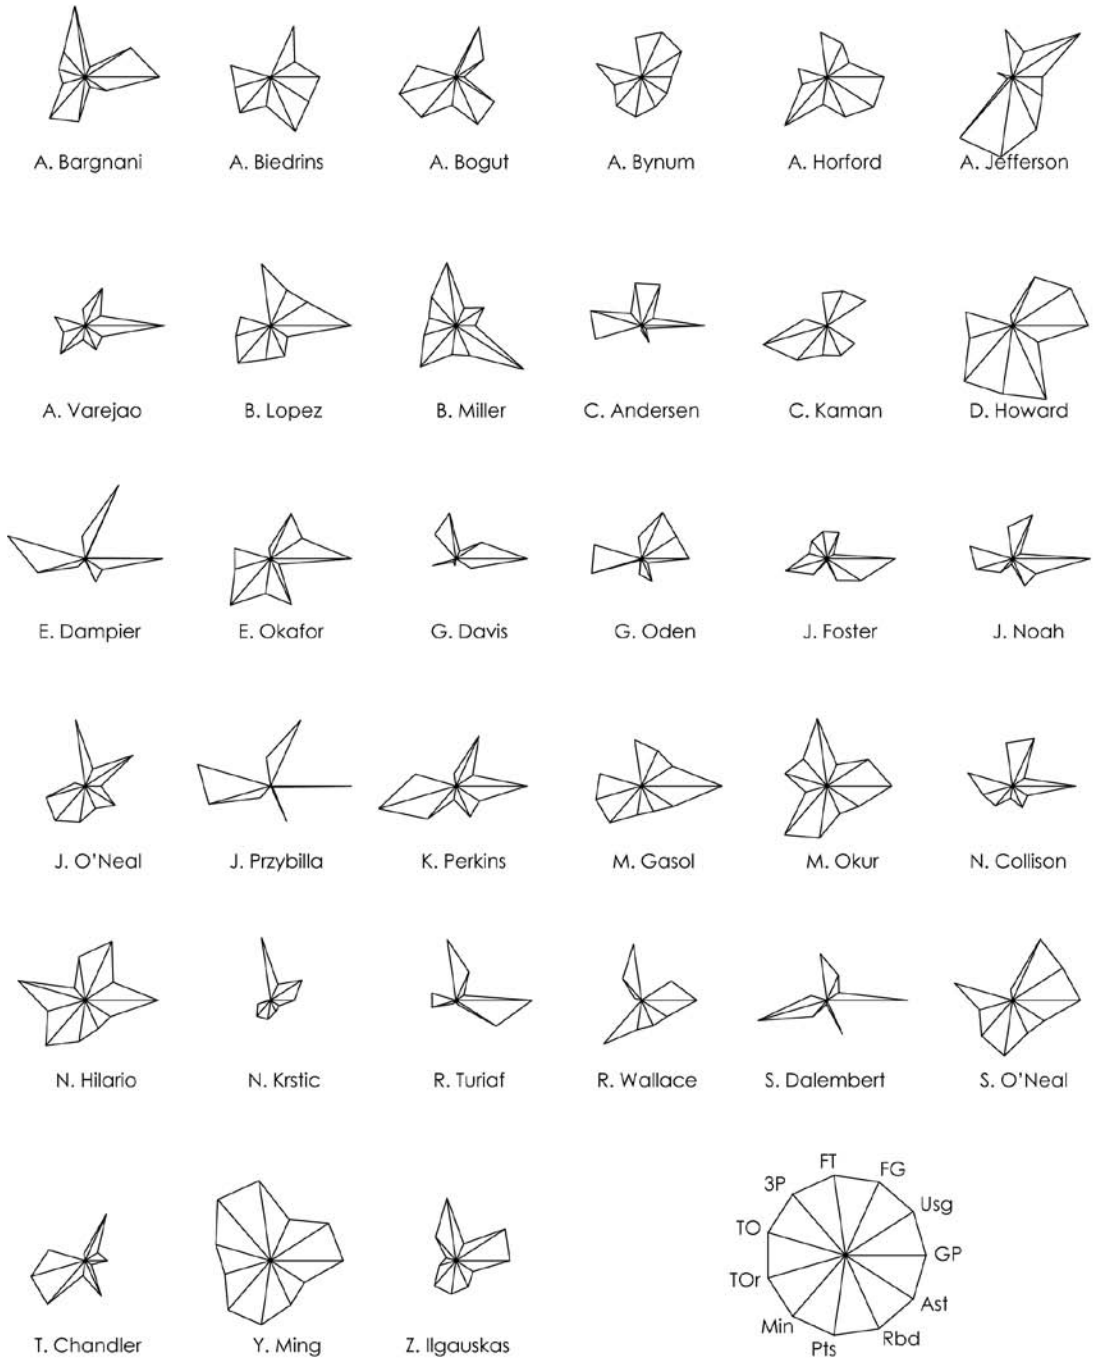 A. Bargnani A. Biedrins A. Bogut A. Bynum A. Horford A. Jefferson
A. Varejao B. Lopez B. Miller C. Andersen C. Kaman D. Howard
E. Dampier E. Okafor G. Davis G. Oden J. Foster J. Noah
J. O'Neal J. Przybilla K. Perkins M. Gasol M. Okur N. Collison
N. Hilario N. Krstic R. Turiaf R. Wallace S. Dalembert S. O'Neal
FT
FG
3P
Usg
TO
GP
TOr
Ast
Min
Rbd
Pts
T. Chandler Y. Ming Z. Ilgauskas